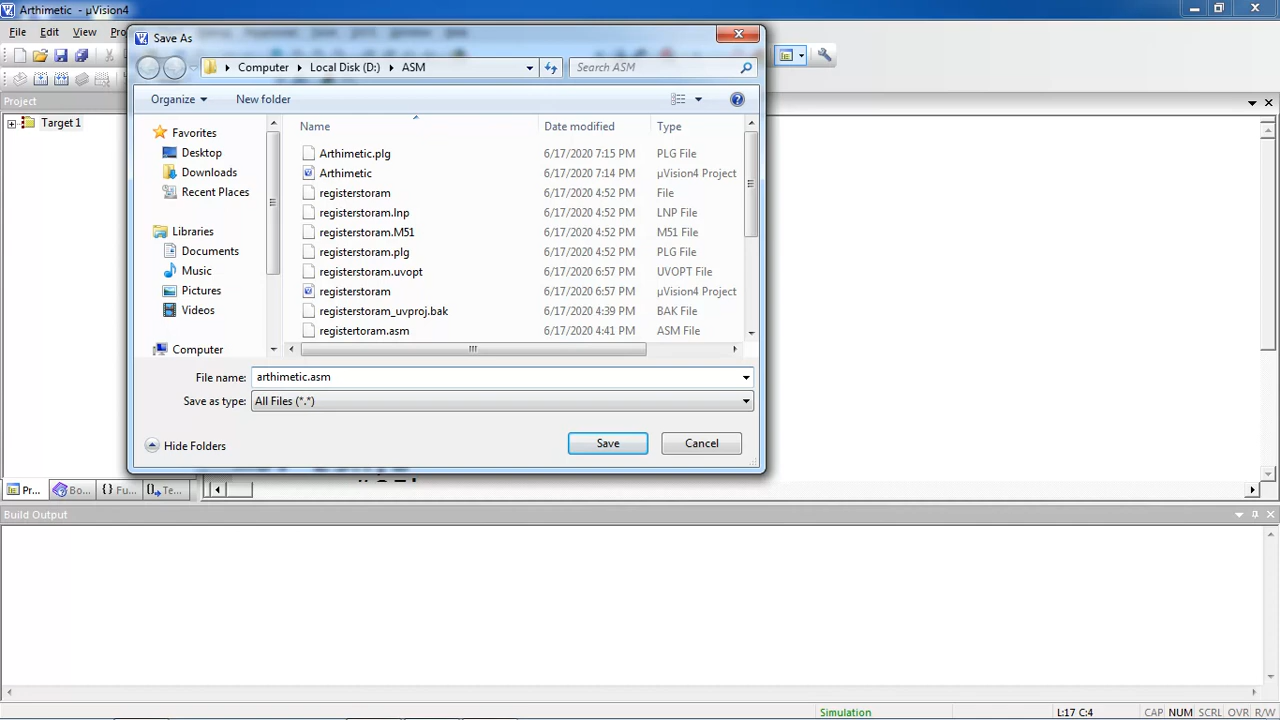 Arthimetic - µVision4
File Edit View
Save As
Computer Local Disk (D:) ASM
Search ASM
Organize New folder
Project
Target 1
Favorites
Desktop
Downloads
Recent Places
Libraries
Documents
Music
Pictures
Videos
Computer
Name Date modified Type
Arthimetic.plg 6/17/2020 7:15 PM PLG File
Arthimetic 6/17/2020 7:14 PM µVision4 Project
registerstoram 6/17/2020 4:52 PM File
registerstoram.lnp 6/17/2020 4:52 PM LNP File
registerstoram.M51 6/17/2020 4:52 PM M51 File
registerstoram.plg 6/17/2020 4:52 PM PLG File
registerstoram.uvopt 6/17/2020 6:57 PM UVOPT File
registerstoram 6/17/2020 6:57 PM µVision4 Project
registerstoram_uvproj.bak 6/17/2020 4:39 PM BAK File
registertoram.asm 6/17/2020 4:41 PM ASM File
File name: arthimetic.asm
Save as type: All Files (*.*)
Hide Folders Save Cancel
Pr... Bo... {} Fu... Te...
Build Output
Simulation L:17 C:4 CAP NUM SCRL OVR R/W